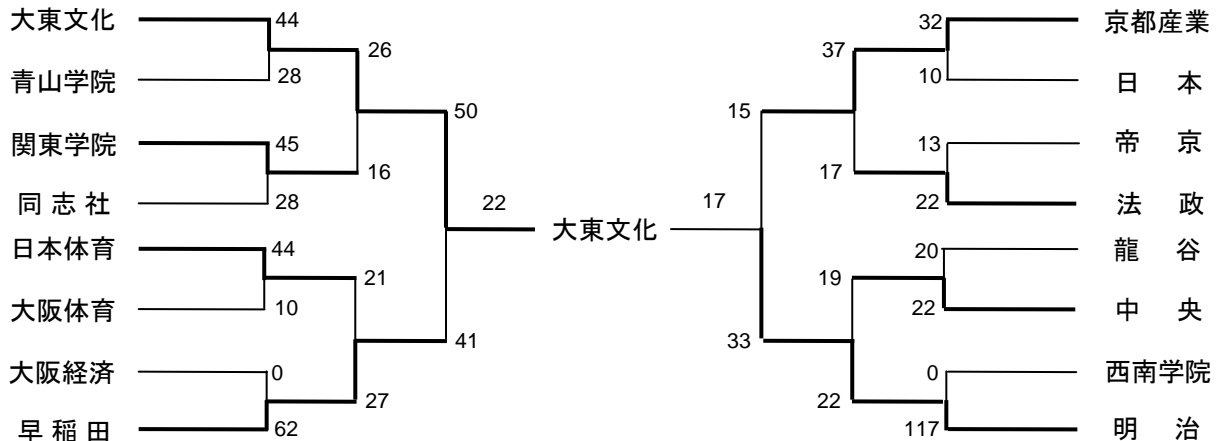 大東文化 44 32 京都産業
26 37
青山学院 28 10 日 本
50 15
関東学院 45 13 帝 京
16 17
同 志 社 28 22 法 政
22 大東文化 17
日本体育 44 20 龍 谷
21 19
大阪体育 10 22 中 央
41 33
大阪経済 0 0 西南学院
27 22
早 稲 田 62 117 明 治